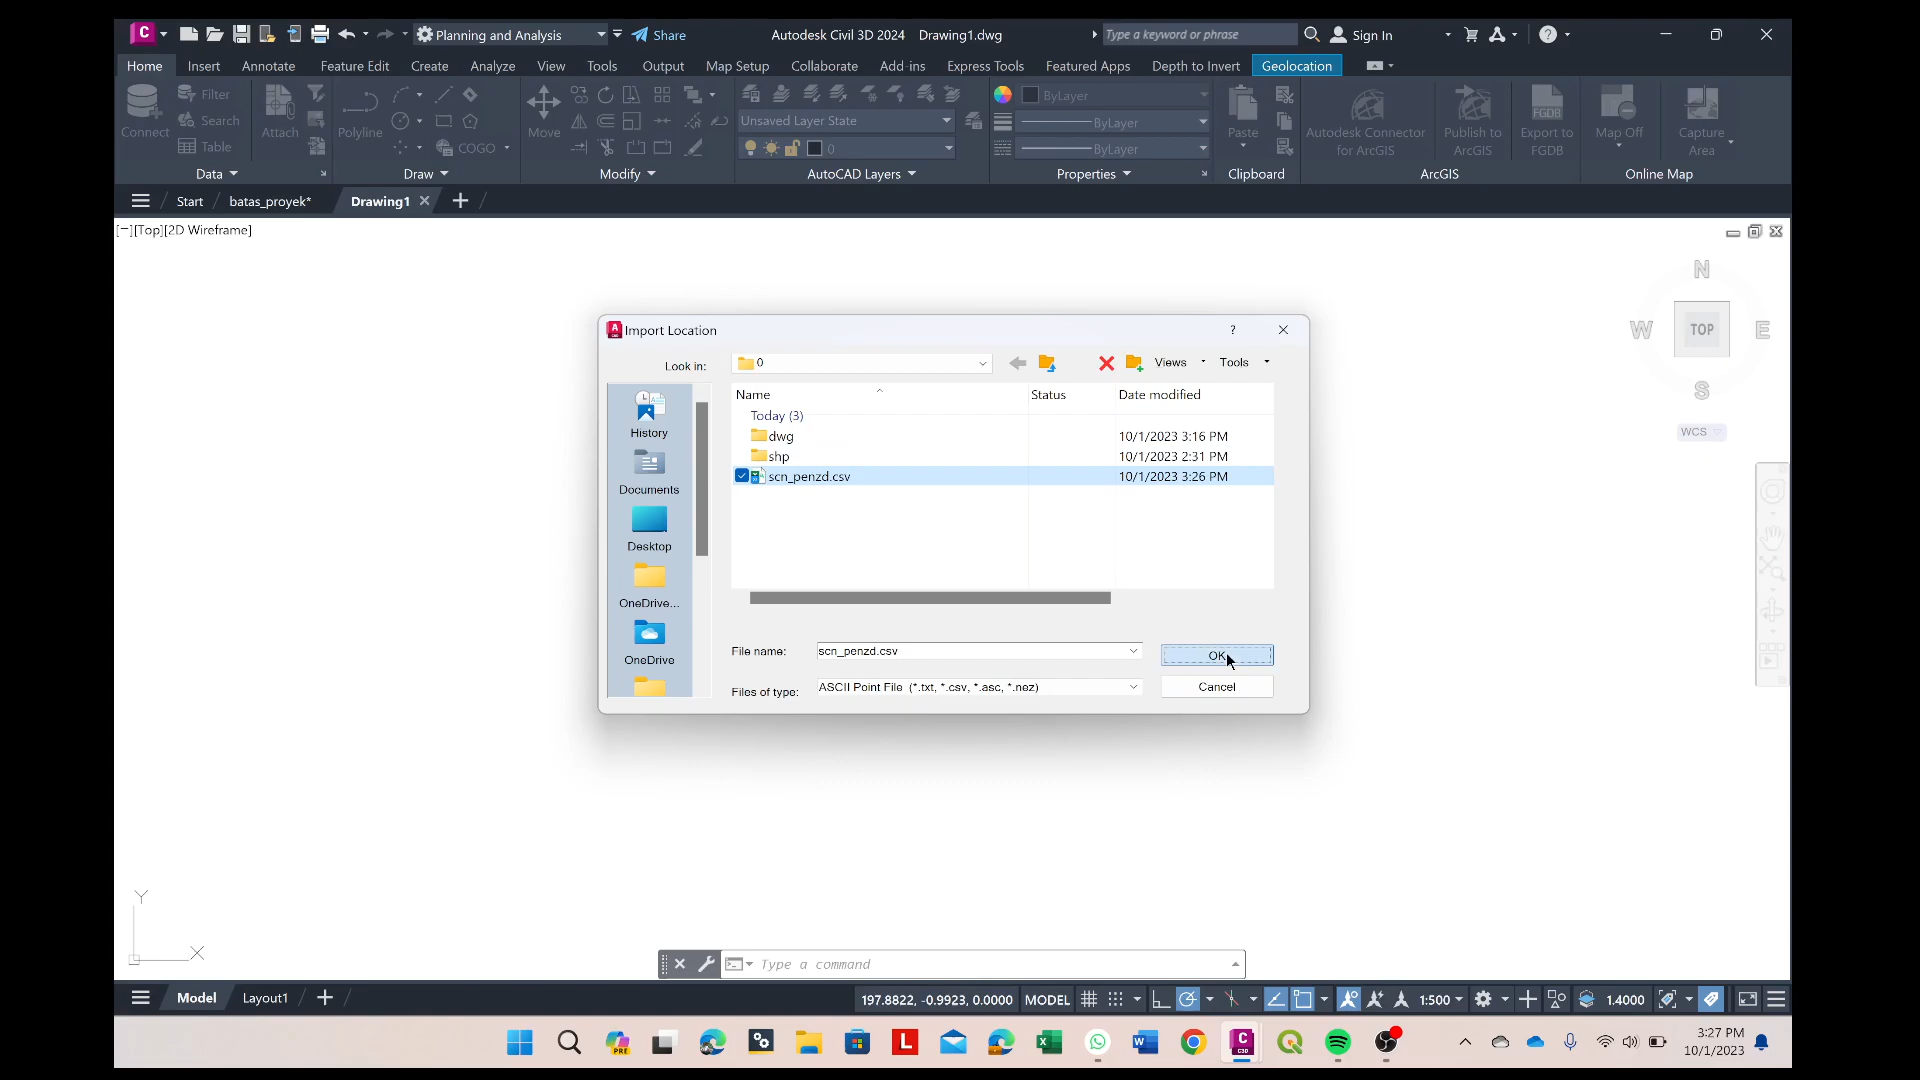 Planning and Analysis
Share
Autodesk Civil 3D 2024 Drawing1.dwg
Type a keyword or phrase
Sign In
Home Insert Annotate Feature Edit Create Analyze View Tools Output Map Setup Collaborate Add-ins Express Tools Featured Apps Depth to Invert Geolocation
Connect
Filter
Search
Table
Data
Attach
Polyline
COGO
Draw
Move
Modify
Unsaved Layer State
0
AutoCAD Layers
ByLayer
ByLayer
ByLayer
Properties
Paste
Clipboard
Autodesk Connector
for ArcGIS
Publish to
ArcGIS
Export to
FGDB
ArcGIS
Map Off
Capture
Area
Online Map
Start batas_proyek* Drawing1
[−][Top][2D Wireframe]
N
W TOP E
S
WCS
Import Location
Look in: 0
Views Tools
Name Status Date modified
Today (3)
dwg 10/1/2023 3:16 PM
shp 10/1/2023 2:31 PM
scn_penzd.csv 10/1/2023 3:26 PM
History
Documents
Desktop
OneDrive...
OneDrive
File name: scn_penzd.csv
OK
Files of type: ASCII Point File (*.txt, *.csv, *.asc, *.nez)
Cancel
Y
X
Type a command
Model Layout1
197.8822, -0.9923, 0.0000 MODEL 1:500 1.4000
3:27 PM
10/1/2023